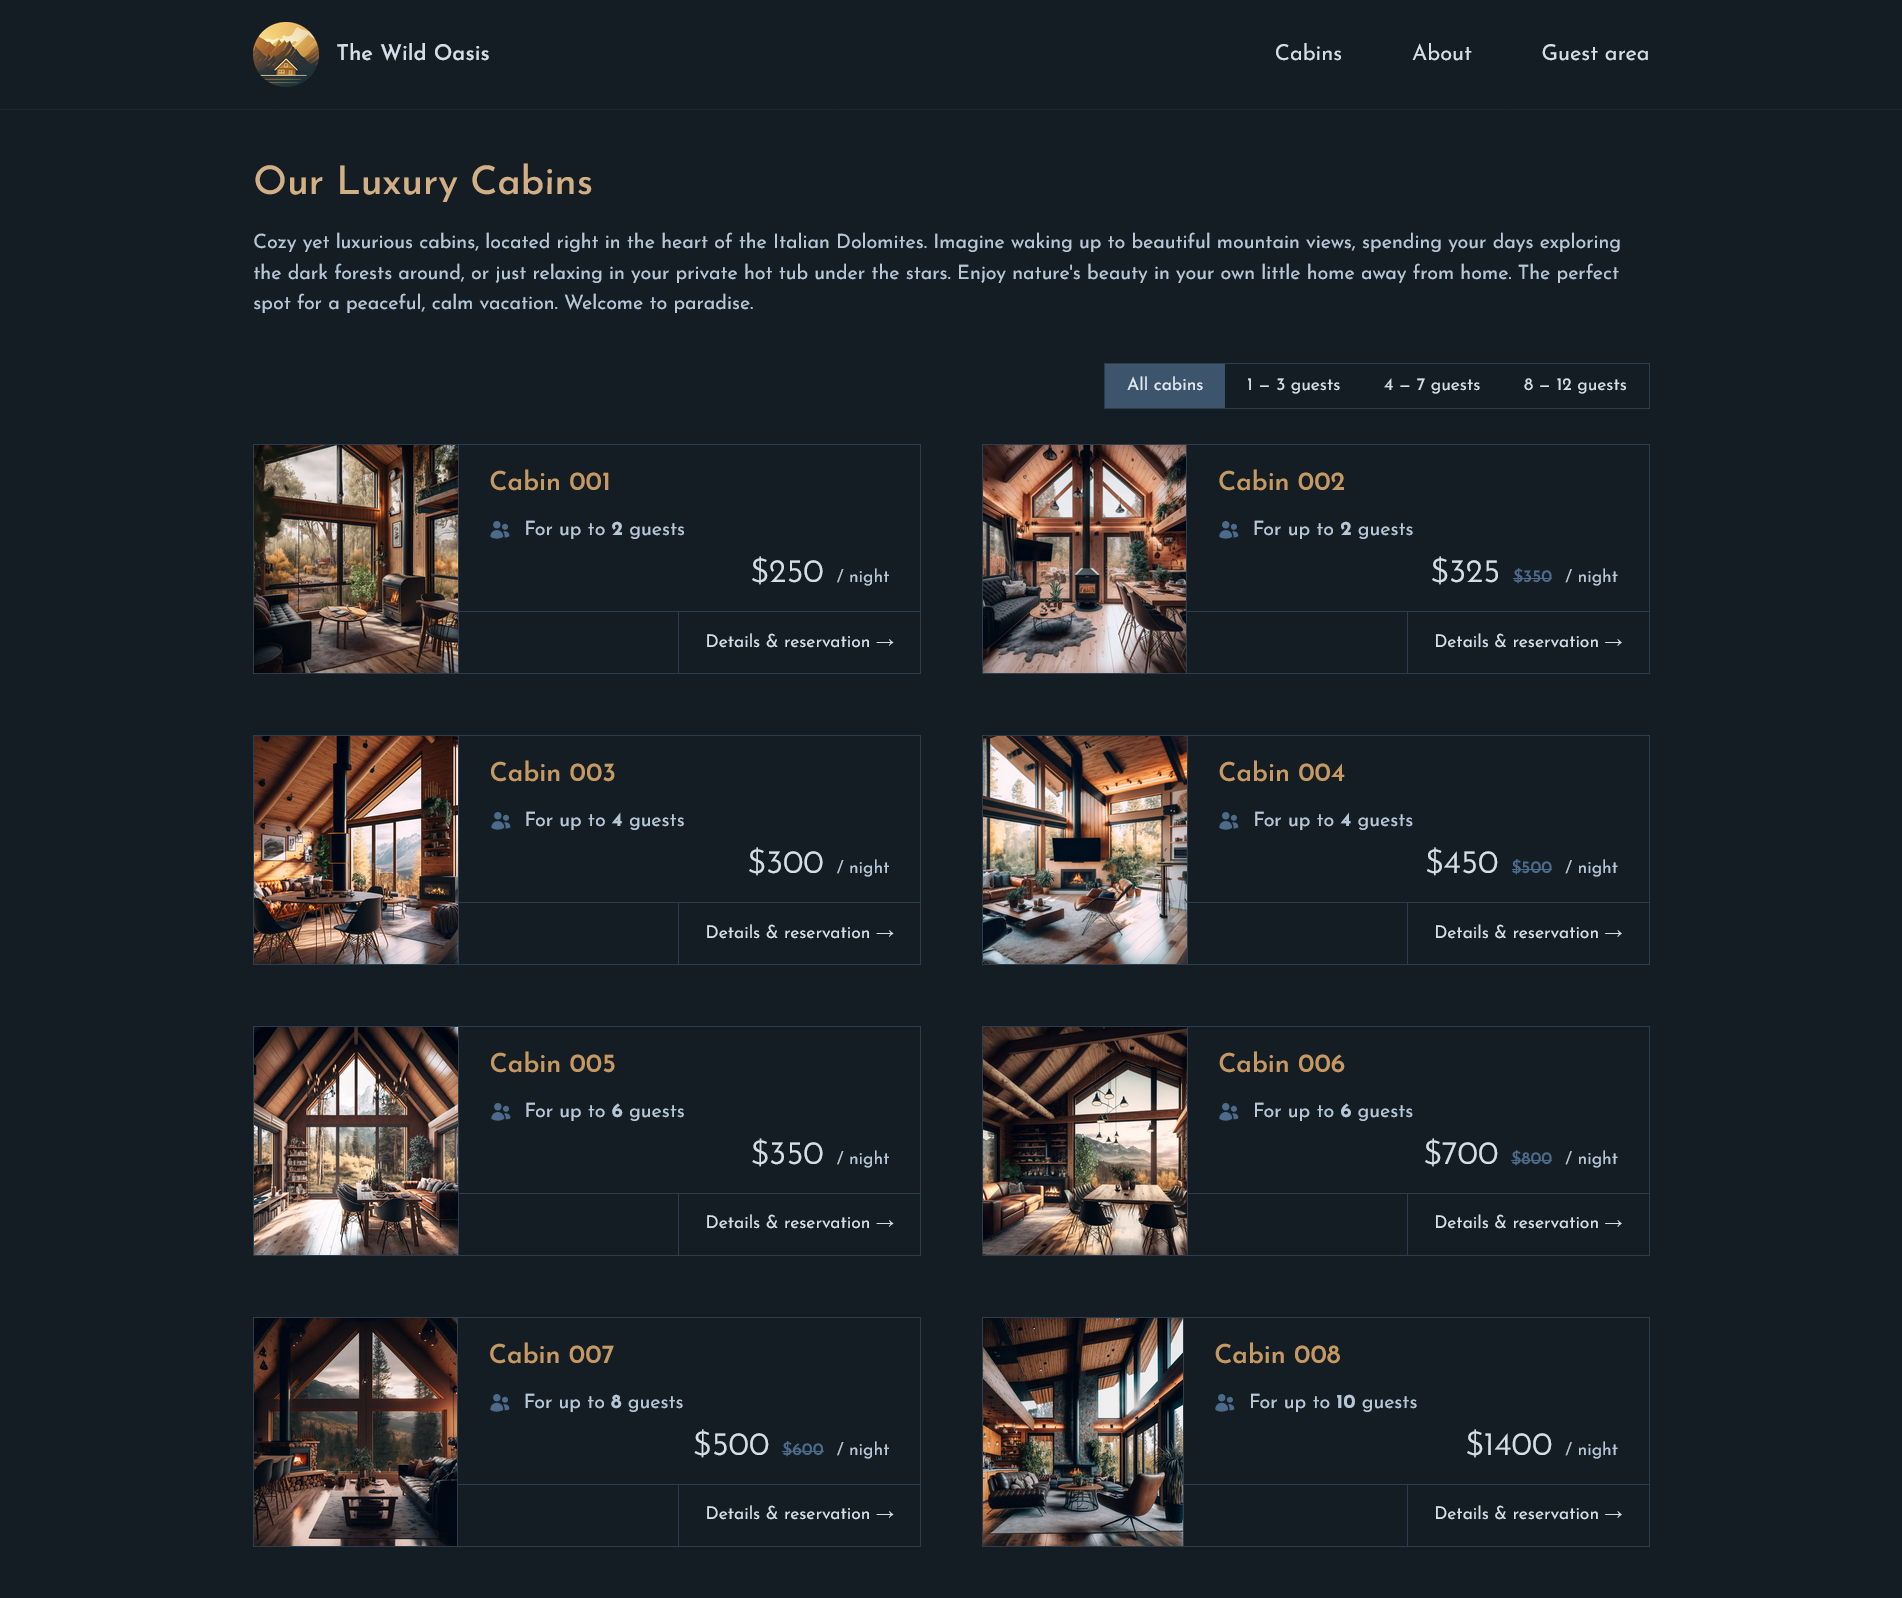 The Wild Oasis
Cabins
About
Guest area
Our Luxury Cabins
Cozy yet luxurious cabins, located right in the heart of the Italian Dolomites. Imagine waking up to beautiful mountain views, spending your days exploring
the dark forests around, or just relaxing in your private hot tub under the stars. Enjoy nature's beauty in your own little home away from home. The perfect
spot for a peaceful, calm vacation. Welcome to paradise.
All cabins
1 – 3 guests
4 – 7 guests
8 – 12 guests
Cabin 001
For up to 2 guests
$250 / night
Details & reservation →
Cabin 002
For up to 2 guests
$325 $350 / night
Details & reservation →
Cabin 003
For up to 4 guests
$300 / night
Details & reservation →
Cabin 004
For up to 4 guests
$450 $500 / night
Details & reservation →
Cabin 005
For up to 6 guests
$350 / night
Details & reservation →
Cabin 006
For up to 6 guests
$700 $800 / night
Details & reservation →
Cabin 007
For up to 8 guests
$500 $600 / night
Details & reservation →
Cabin 008
For up to 10 guests
$1400 / night
Details & reservation →